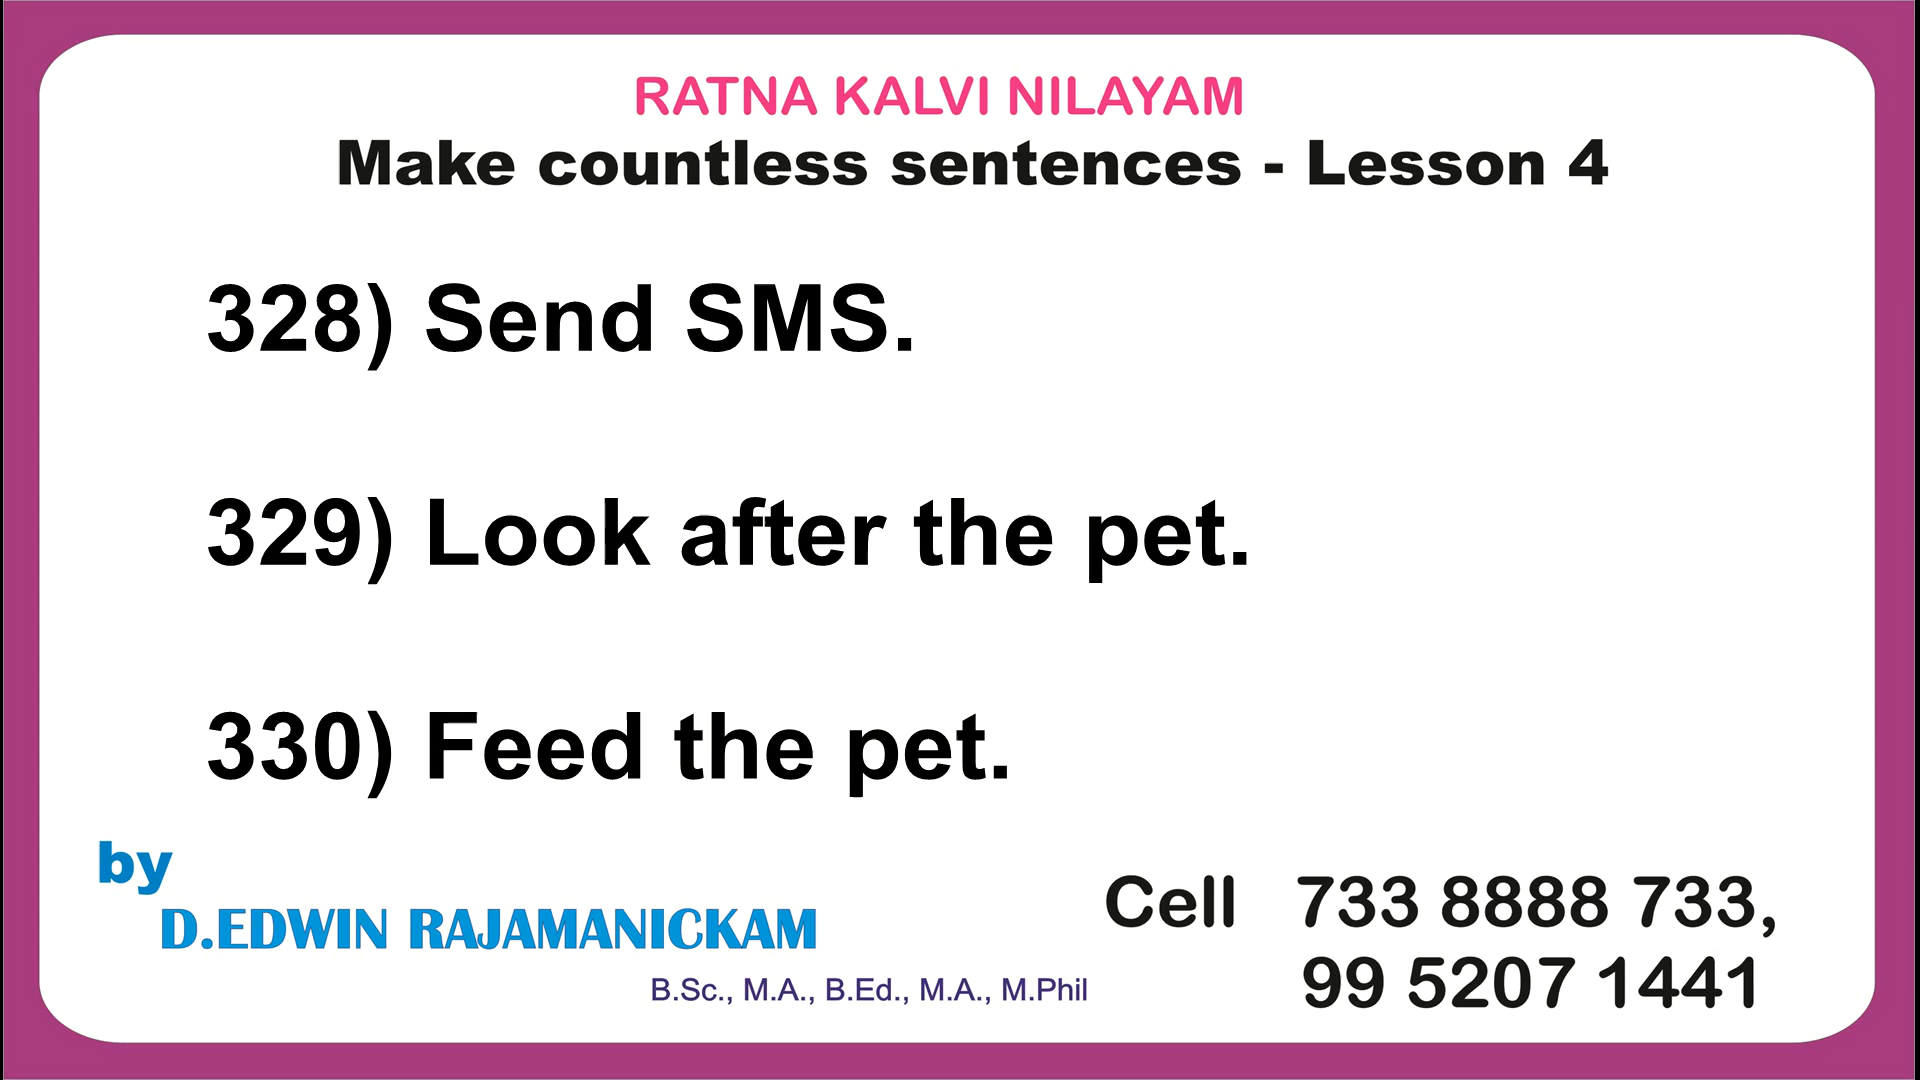 RATNA KALVI NILAYAM
Make countless sentences - Lesson 4
328) Send SMS.
329) Look after the pet.
330) Feed the pet.
by
D.EDWIN RAJAMANICKAM
B.Sc., M.A., B.Ed., M.A., M.Phil
Cell 733 8888 733,
99 5207 1441